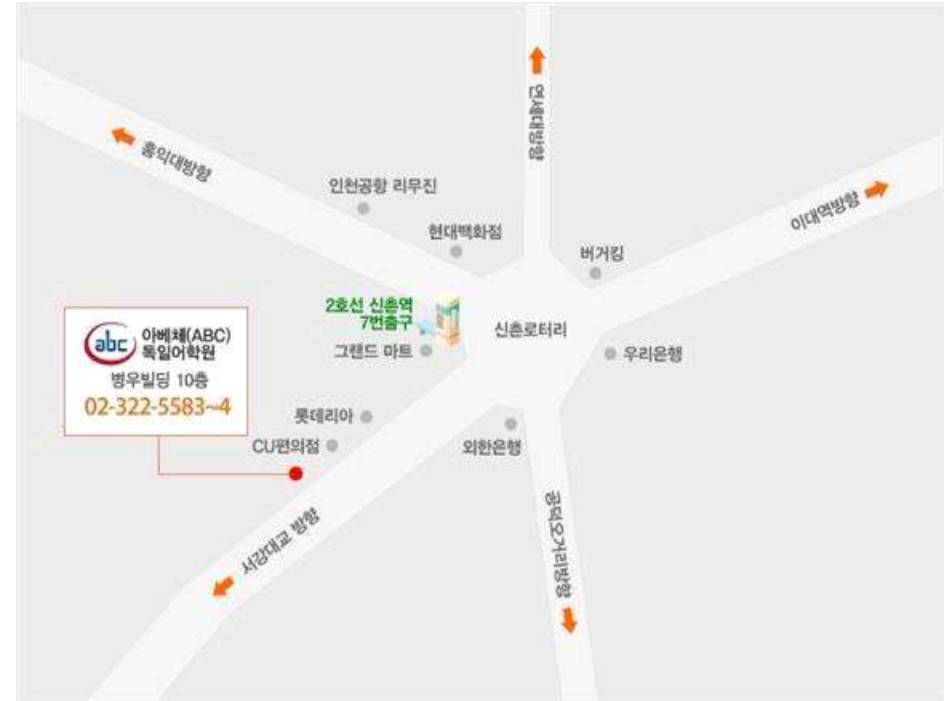 연세대방향
홍익대방향
인천공항 리무진
이대역방향
현대백화점
버거킹
2호선 신촌역
7번출구
신촌로터리
abc 아베체(ABC)
독일어학원
병우빌딩 10층
02-322-5583~4
그랜드 마트
우리은행
롯데리아
CU편의점
외한은행
서강대교 방향
공덕오거리방향